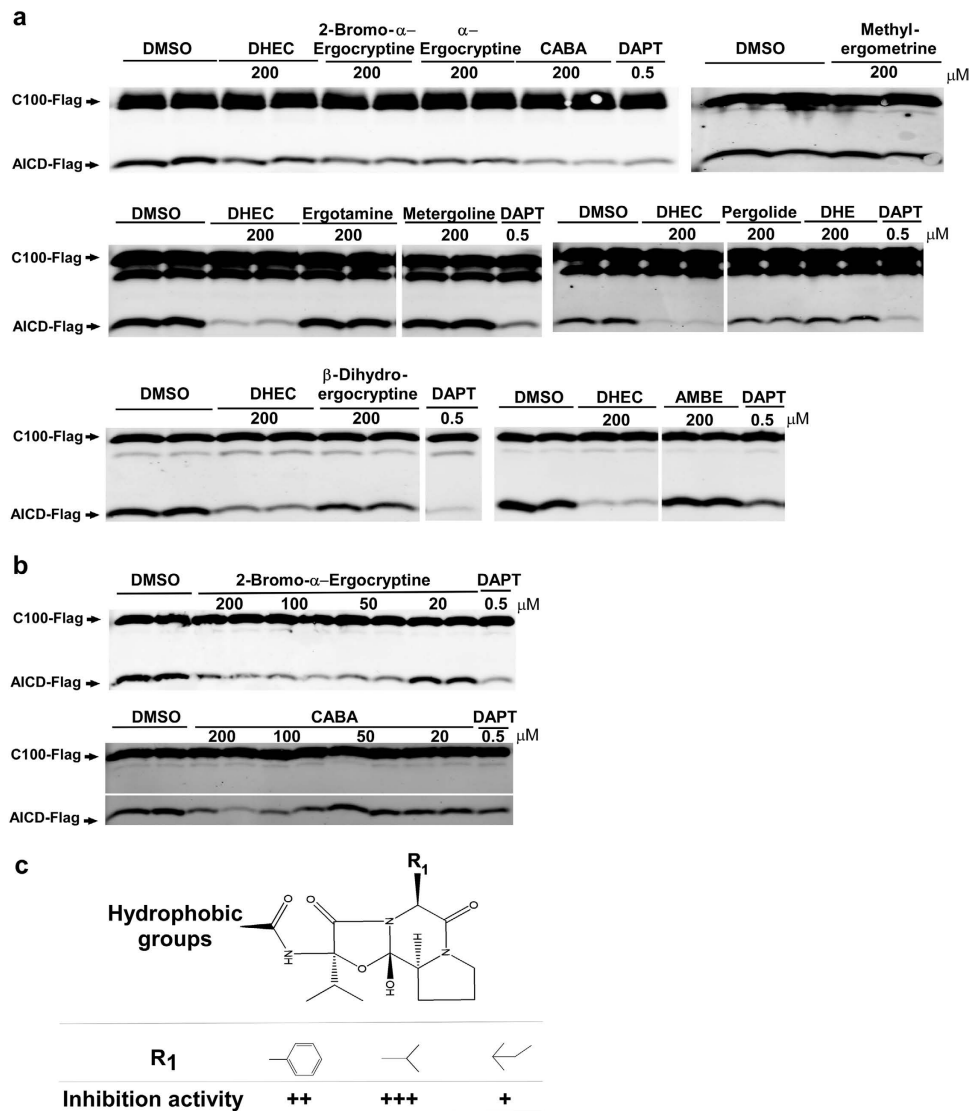 a
2-Bromo-α− α− Methyl-
DMSO DHEC Ergocryptine Ergocryptine CABA DAPT DMSO ergometrine
200 200 200 200 0.5 200 μM
C100-Flag
AICD-Flag
DMSO DHEC Ergotamine Metergoline DAPT DMSO DHEC Pergolide DHE DAPT
200 200 200 0.5 200 200 200 0.5 μM
C100-Flag
AICD-Flag
β-Dihydro-
DMSO DHEC ergocryptine DAPT DMSO DHEC AMBE DAPT
200 200 0.5 200 200 0.5 μM
C100-Flag
AICD-Flag
b
DMSO 2-Bromo-α−Ergocryptine DAPT
200 100 50 20 0.5 μM
C100-Flag
AICD-Flag
DMSO CABA DAPT
200 100 50 20 0.5 μM
C100-Flag
AICD-Flag
c
R1
O O O
Hydrophobic
groups
N H N
NH O OH
R1
Inhibition activity ++ +++ +